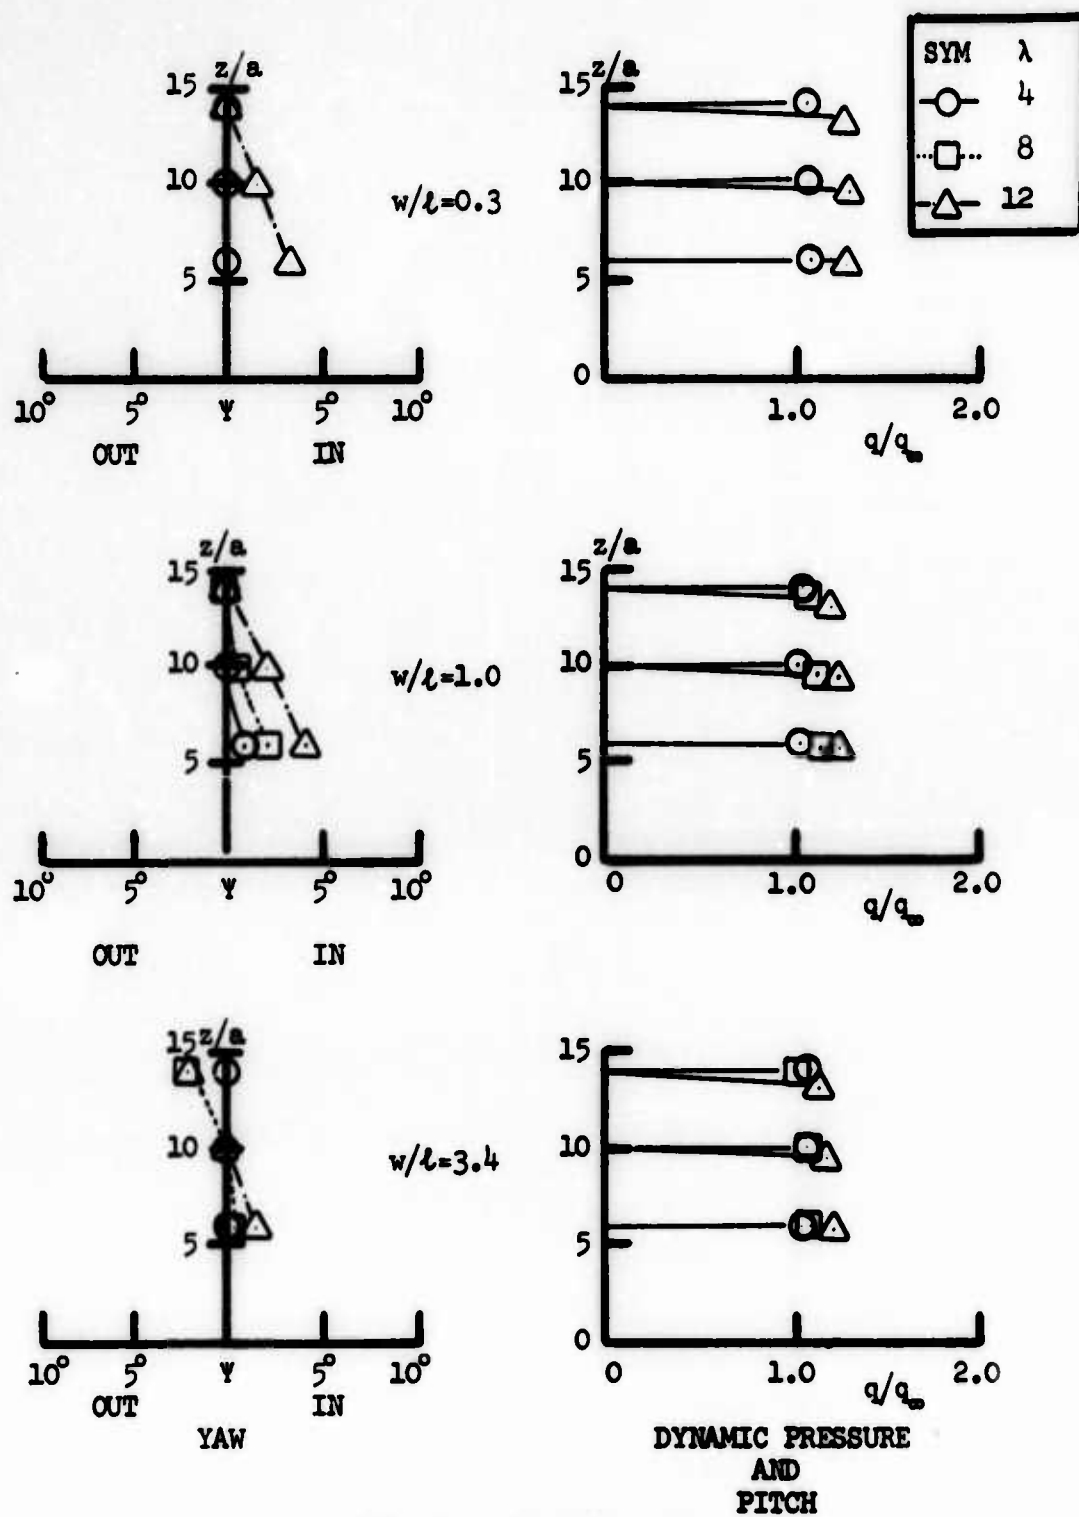 SYM λ
4
8
12
z/a
15
10
5
10° 5° Ψ 5° 10°
OUT IN
w/ℓ=0.3
z/a
15
10
5
0
1.0 2.0
q/q∞
z/a
15
10
5
10° 5° Ψ 5° 10°
OUT IN
w/ℓ=1.0
z/a
15
10
5
0
0 1.0 2.0
q/q∞
z/a
15
10
5
10° 5° Ψ 5° 10°
OUT IN
YAW
w/ℓ=3.4
z/a
15
10
5
0
0 1.0 2.0
q/q∞
DYNAMIC PRESSURE
AND
PITCH